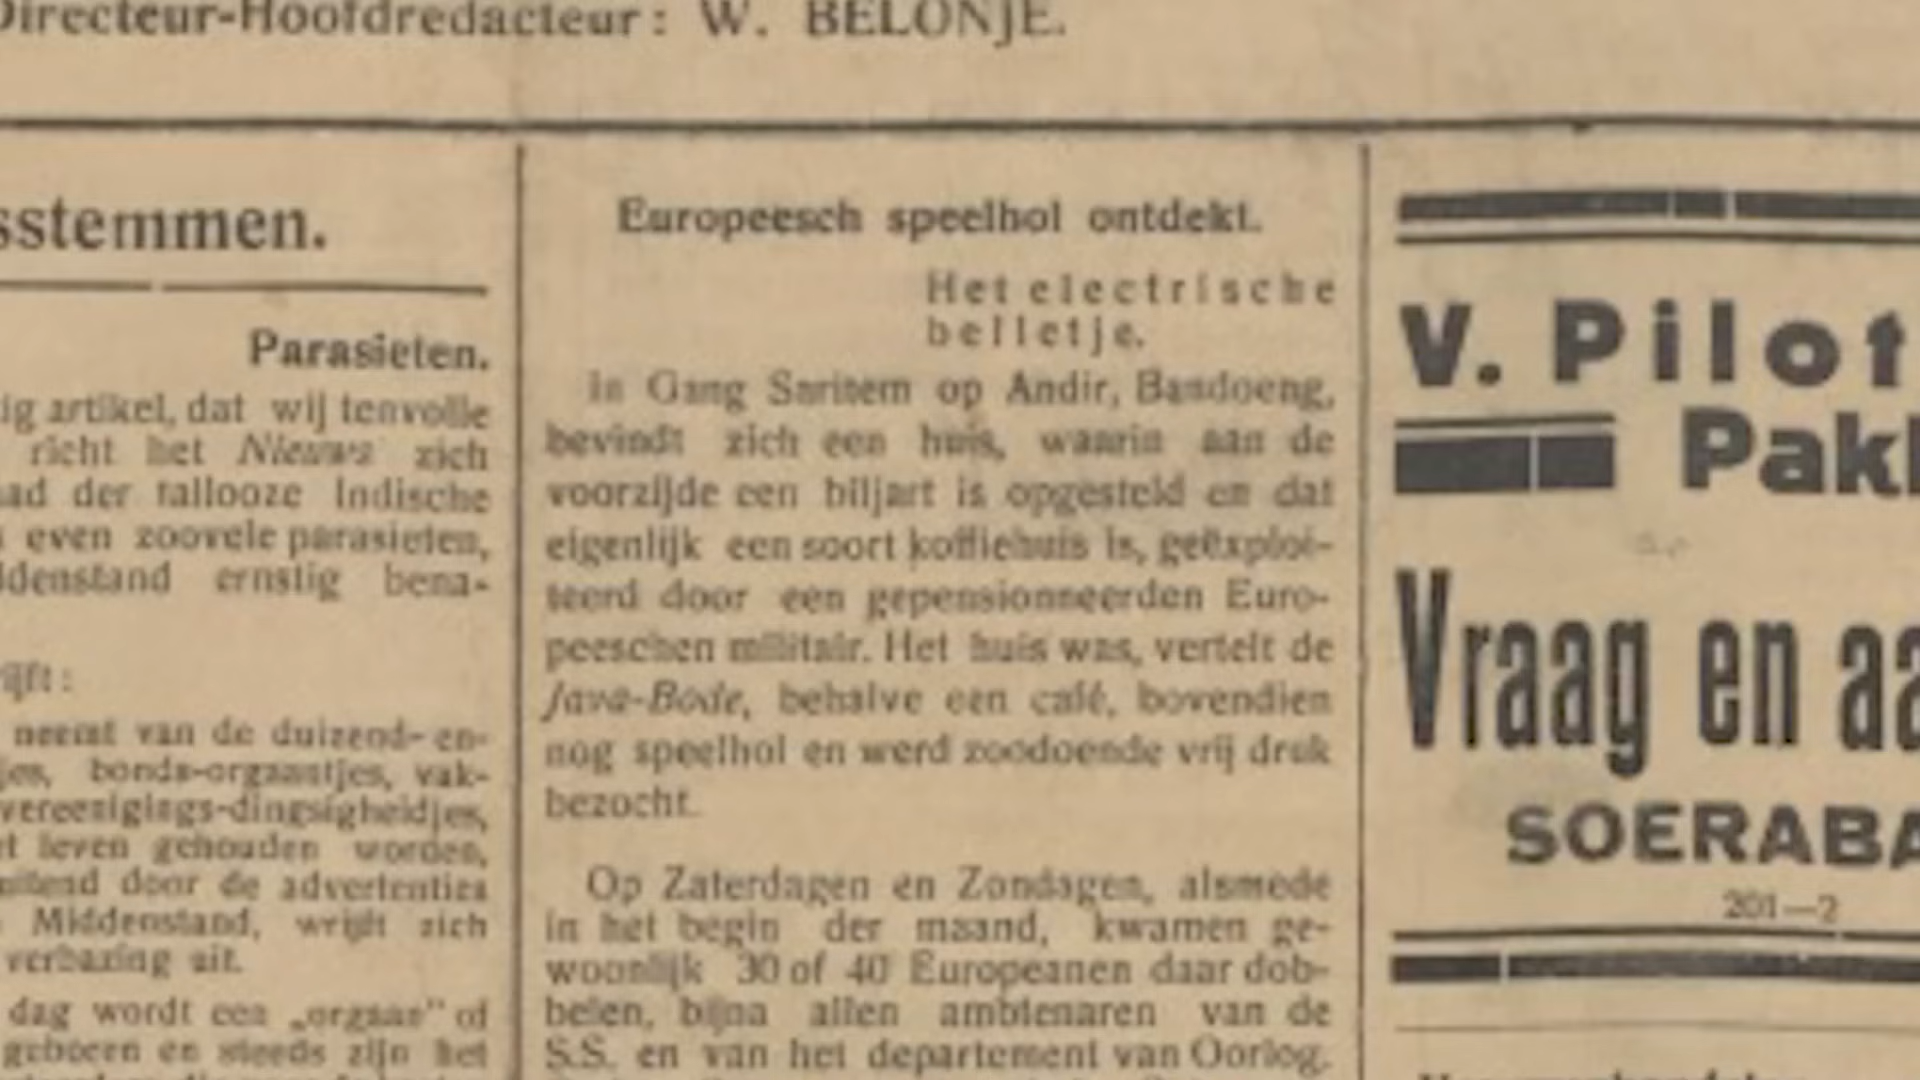 Directeur-Hoofdredacteur: W. BELONJE.
sstemmen.
Parasieten.
ig artikel, dat wij tenvolle
richt het Nieuws zich
ad der tallooze Indische
even zoovele parasieten,
ddenstand ernstig bena-
ijft:
neemt van de duizend-en-
jes, bonds-orgaantjes, vak-
vereenigings-dingsigheidjes,
t leven gehouden worden,
uitend door de advertenties
Middenstand, wrijft zich
verbazing uit.
dag wordt een „orgaan" of
geboren en steeds zijn het
Europeesch speelhol ontdekt.
Het electrische
belletje.
In Gang Saritem op Andir, Bandoeng,
bevindt zich een huis, waarin aan de
voorzijde een biljart is opgesteld en dat
eigenlijk een soort koffiehuis is, geëxploi-
teerd door een gepensionneerden Euro-
peeschen militair. Het huis was, vertelt de
Java-Bode, behalve een café, bovendien
nog speelhol en werd zoodoende vrij druk
bezocht.
Op Zaterdagen en Zondagen, alsmede
in het begin der maand, kwamen ge-
woonlijk 30 of 40 Europeanen daar dob-
belen, bijna allen ambtenaren van de
S.S. en van het departement van Oorlog.
V. Pilot
Pak
Vraag en aa
SOERABA
201—2